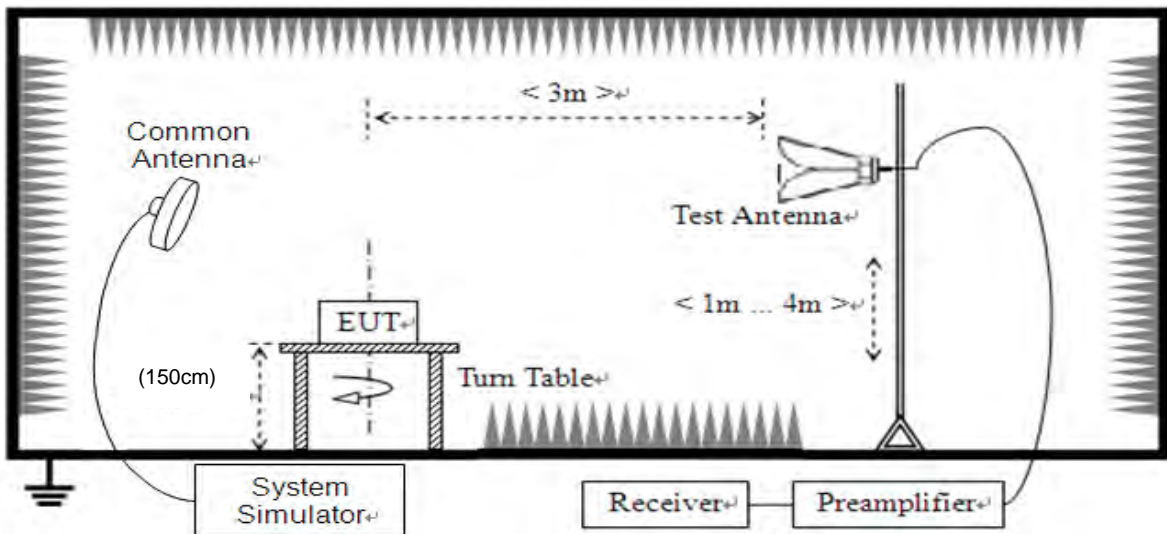 < 3m >↵
Common
Antenna↵
Test Antenna↵
< 1m ... 4m >↵
EUT↵
(150cm)
Turn Table↵
System
Simulator↵
Receiver↵
Preamplifier↵